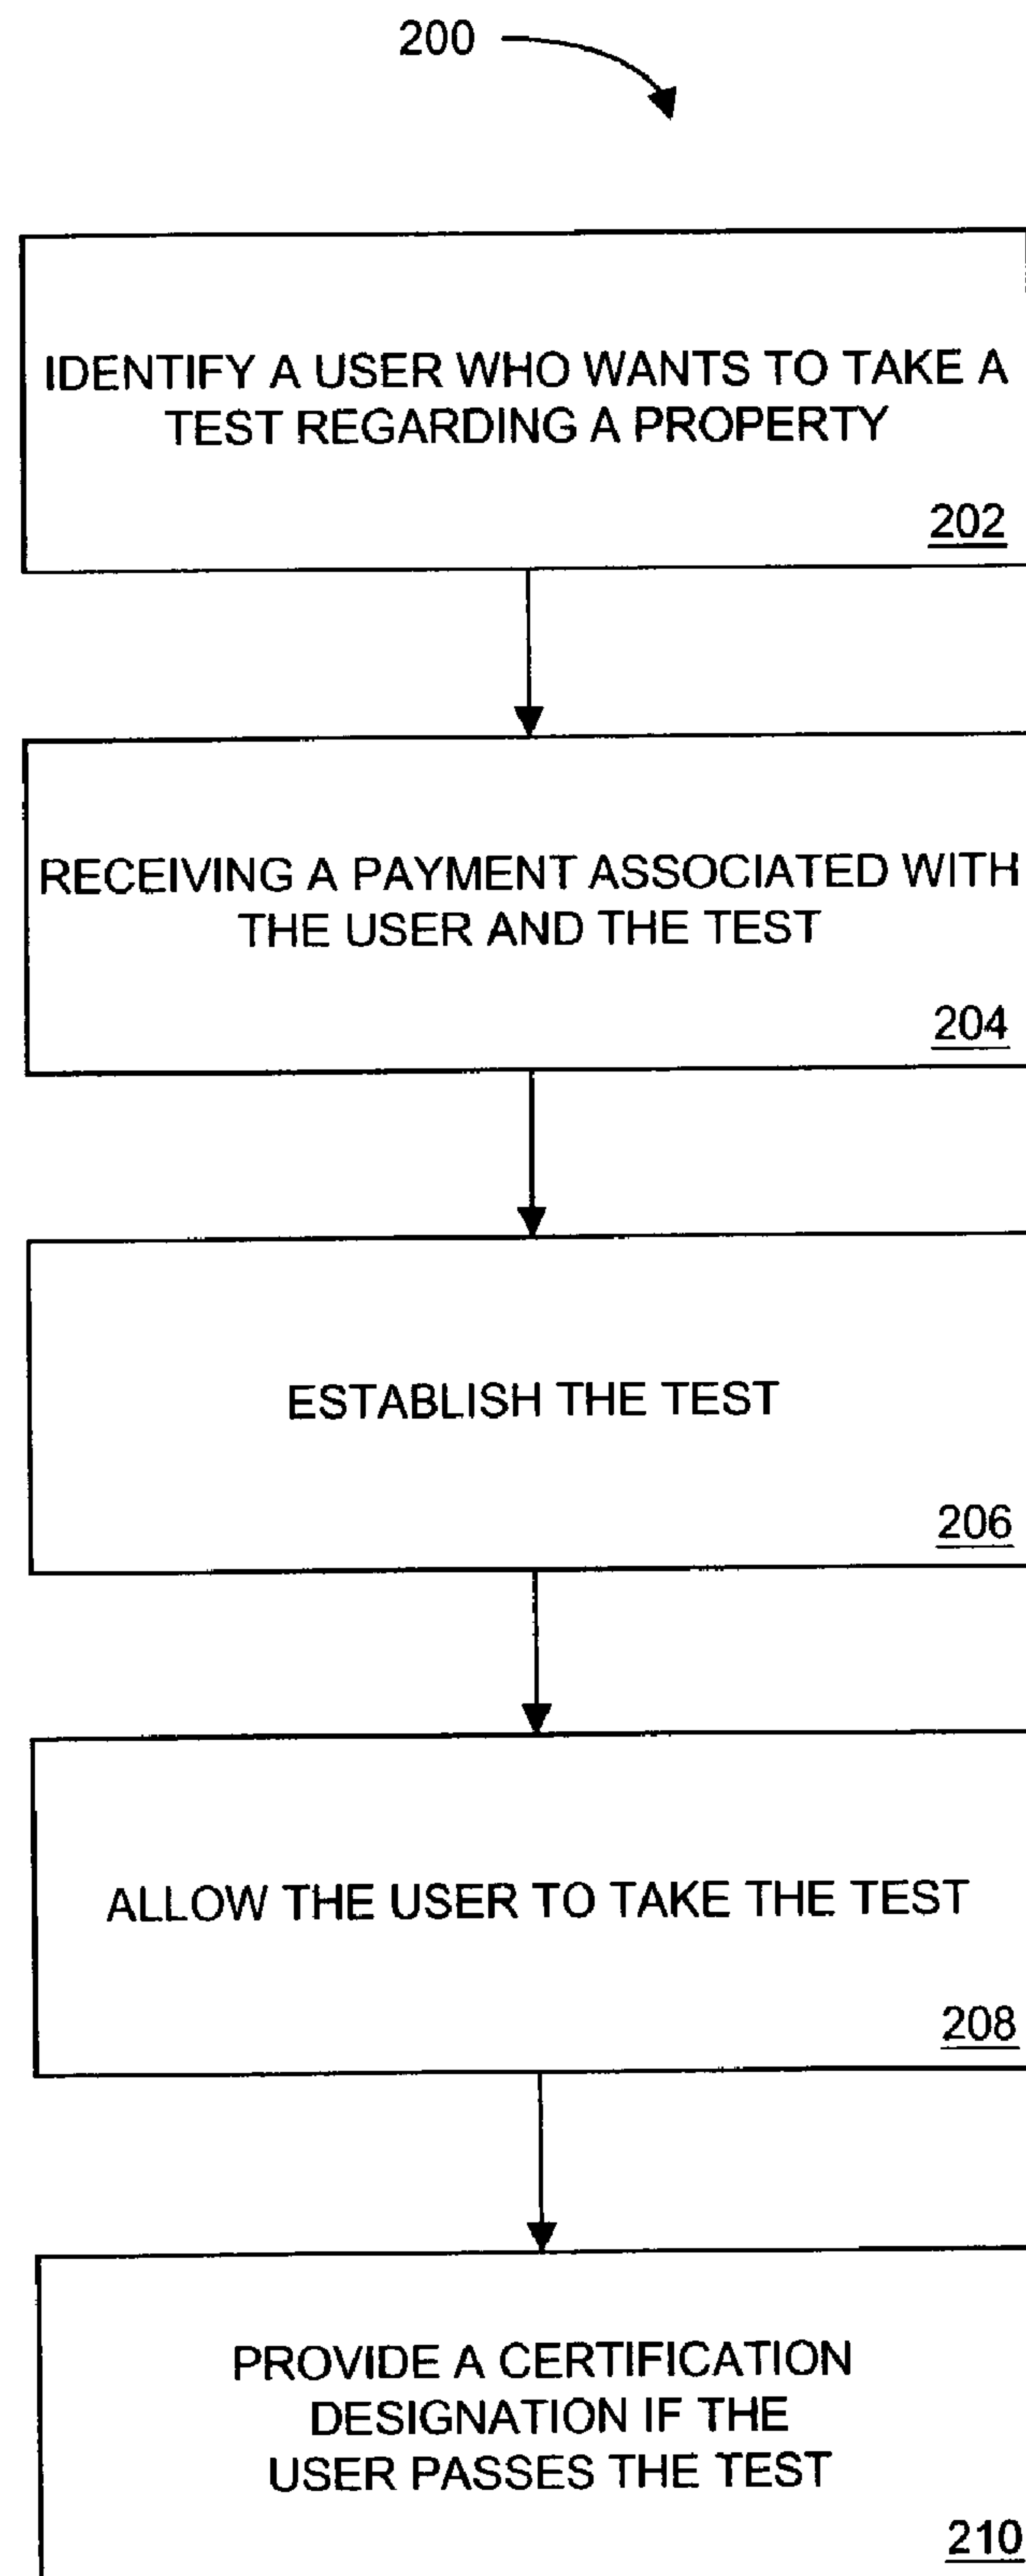 200
IDENTIFY A USER WHO WANTS TO TAKE A
TEST REGARDING A PROPERTY
202
RECEIVING A PAYMENT ASSOCIATED WITH
THE USER AND THE TEST
204
ESTABLISH THE TEST
206
ALLOW THE USER TO TAKE THE TEST
208
PROVIDE A CERTIFICATION
DESIGNATION IF THE
USER PASSES THE TEST
210